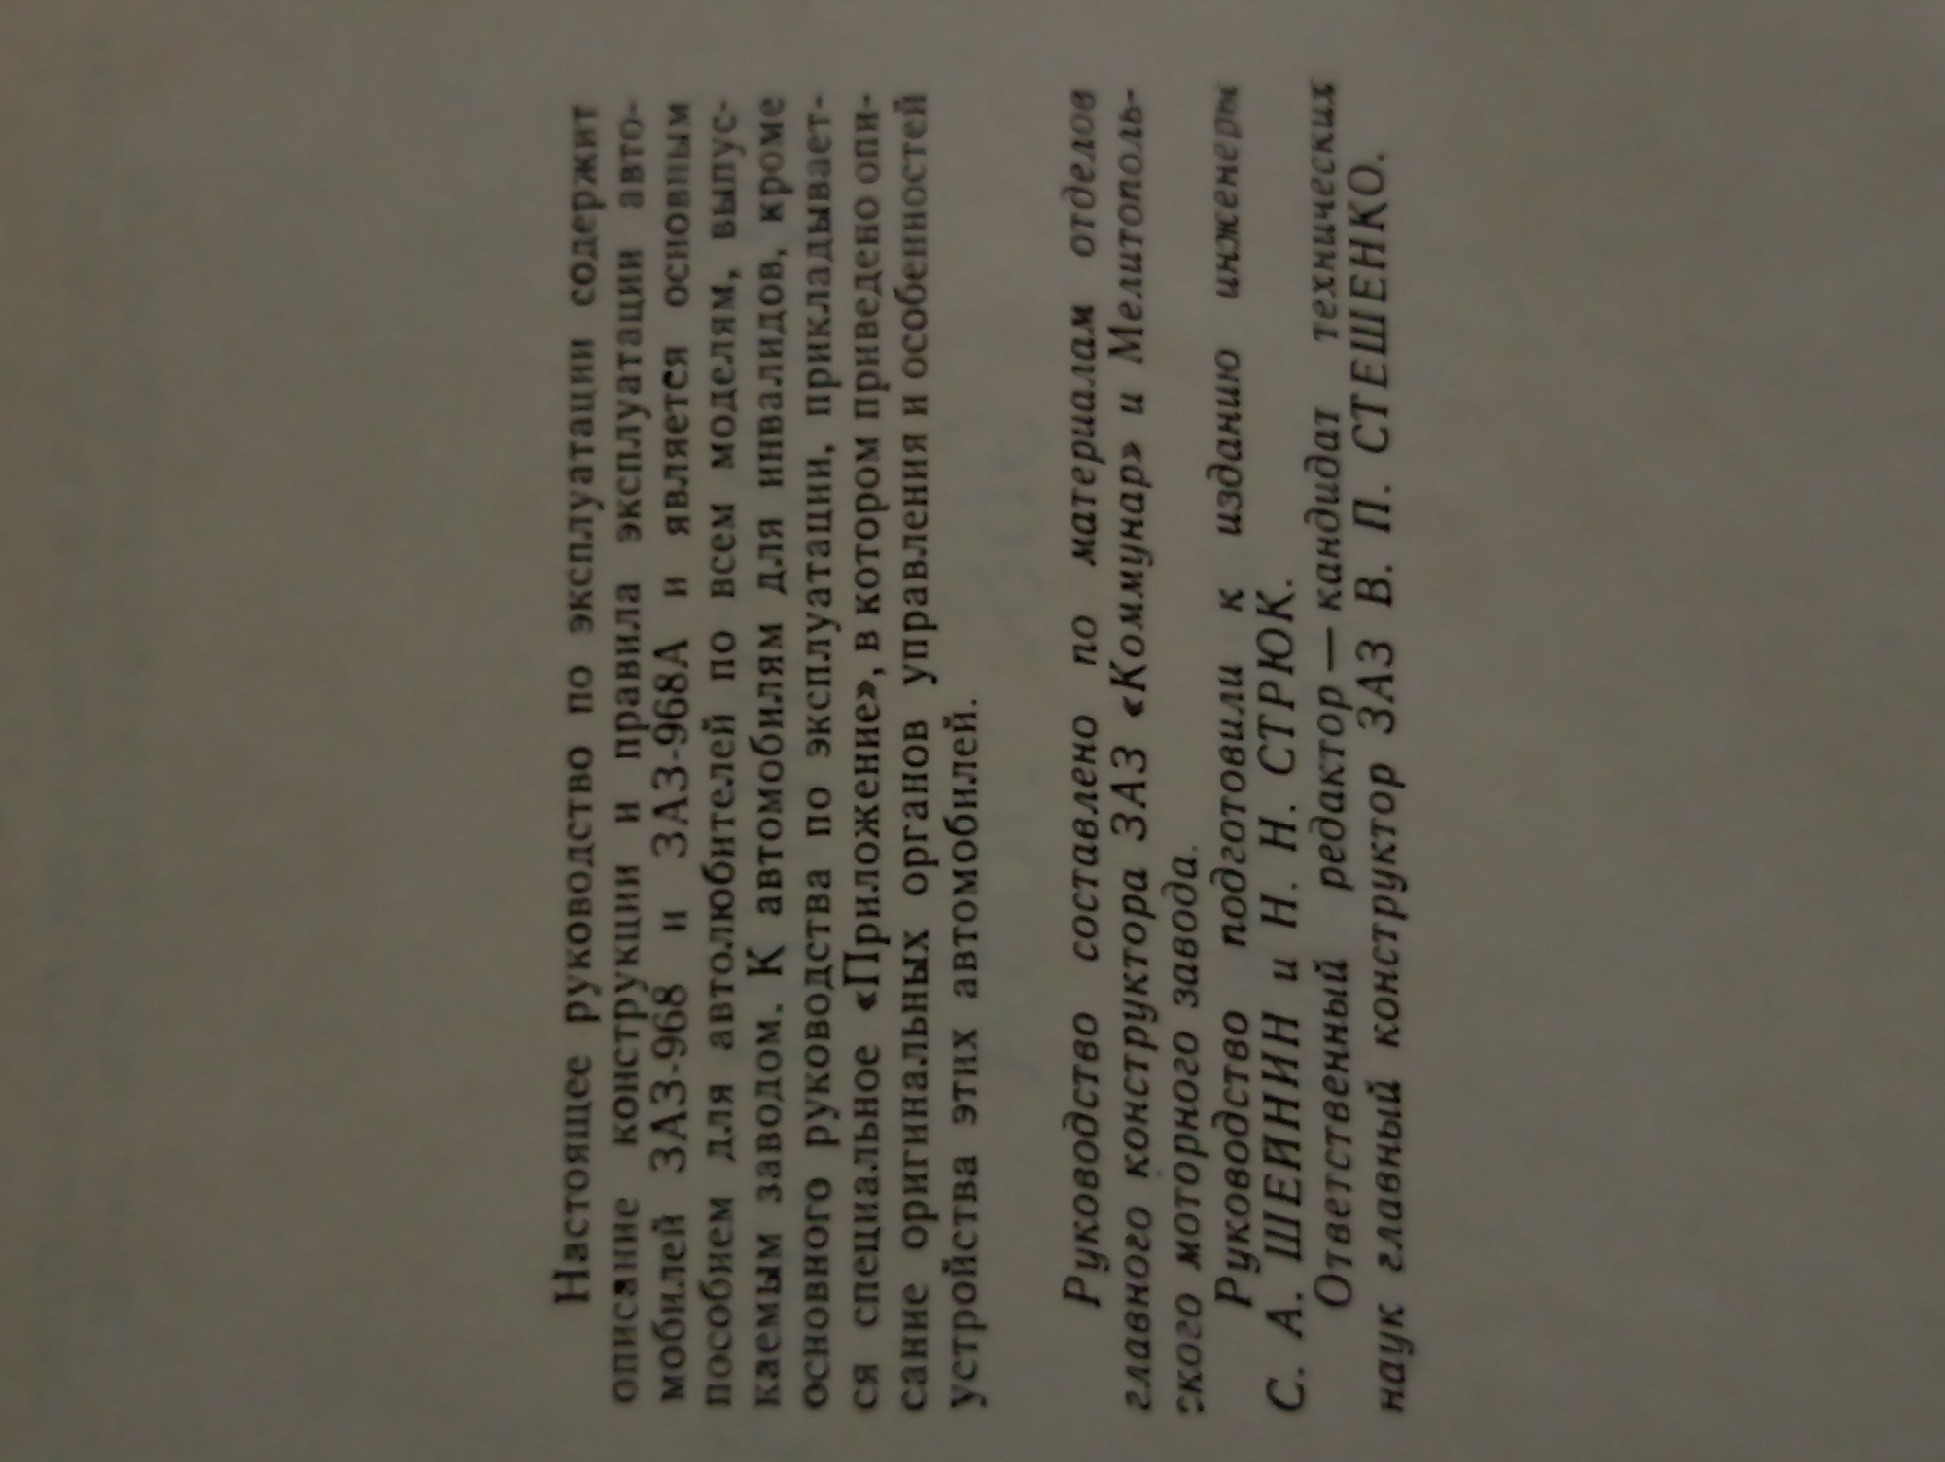 Настоящее руководство по эксплуатации содержит
описание конструкции и правила эксплуатации авто-
мобилей ЗАЗ-968 и ЗАЗ-968А и является основным
пособием для автолюбителей по всем моделям, выпус-
каемым заводом. К автомобилям для инвалидов, кроме
основного руководства по эксплуатации, прикладывает-
ся специальное «Приложение», в котором приведено опи-
сание оригинальных органов управления и особенностей
устройства этих автомобилей.
Руководство составлено по материалам отделов
главного конструктора ЗАЗ «Коммунар» и Мелитополь-
ского моторного завода.
Руководство подготовили к изданию инженеры
С. А. ШЕЙНИН и Н. Н. СТРЮК.
Ответственный редактор — кандидат технических
наук главный конструктор ЗАЗ В. П. СТЕШЕНКО.